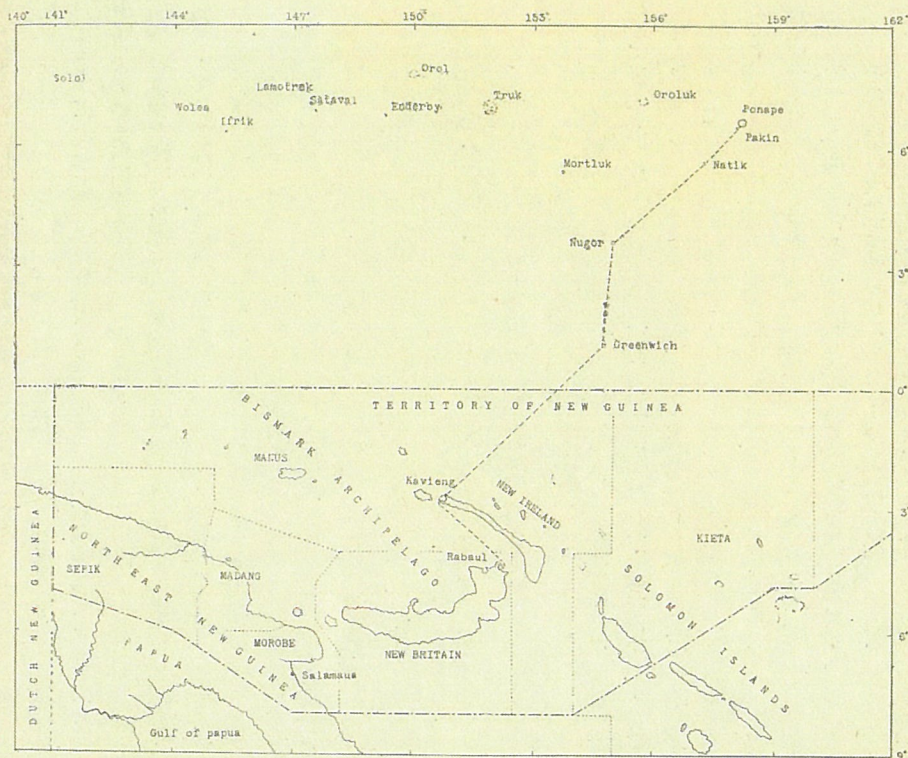 140° 141° 144° 147° 150° 153° 156° 159° 162°
Orol
Lamotrek
Truk
Oroluk
Sataval
Enderby
Ponape
Wolea
Ifrik
Pakin
6°
Mortluk
Natik
Nugor
3°
Greenwich
0°
TERRITORY OF NEW GUINEA
BISMARK ARCHIPELAGO
MANUS
Kavieng
NEW IRELAND
3°
DUTCH NEW GUINEA
NORTH EAST NEW GUINEA
KIETA
Rabaul
SEPIK
MADANG
SOLOMON ISLANDS
6°
MOROBE
NEW BRITAIN
PAPUA
Salamaua
Gulf of papua
9°